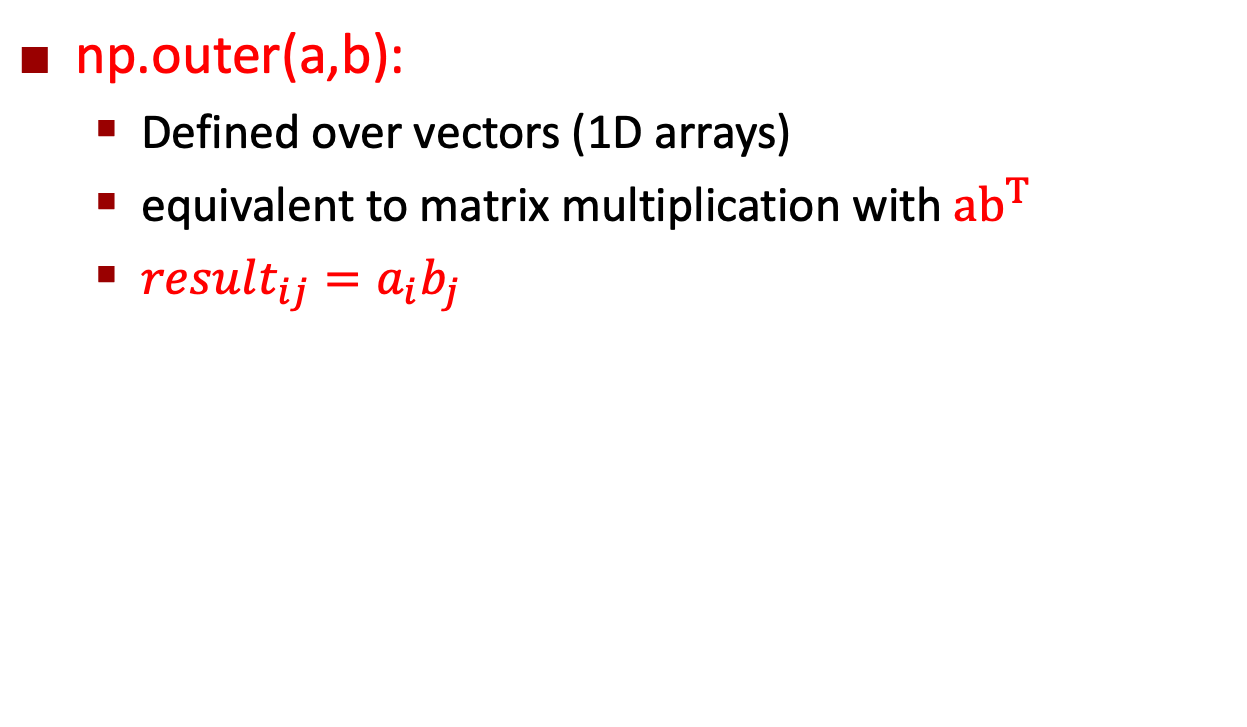 np.outer(a,b):
Defined over vectors (1D arrays)
equivalent to matrix multiplication with abᵀ
resultᵢⱼ = aᵢbⱼ